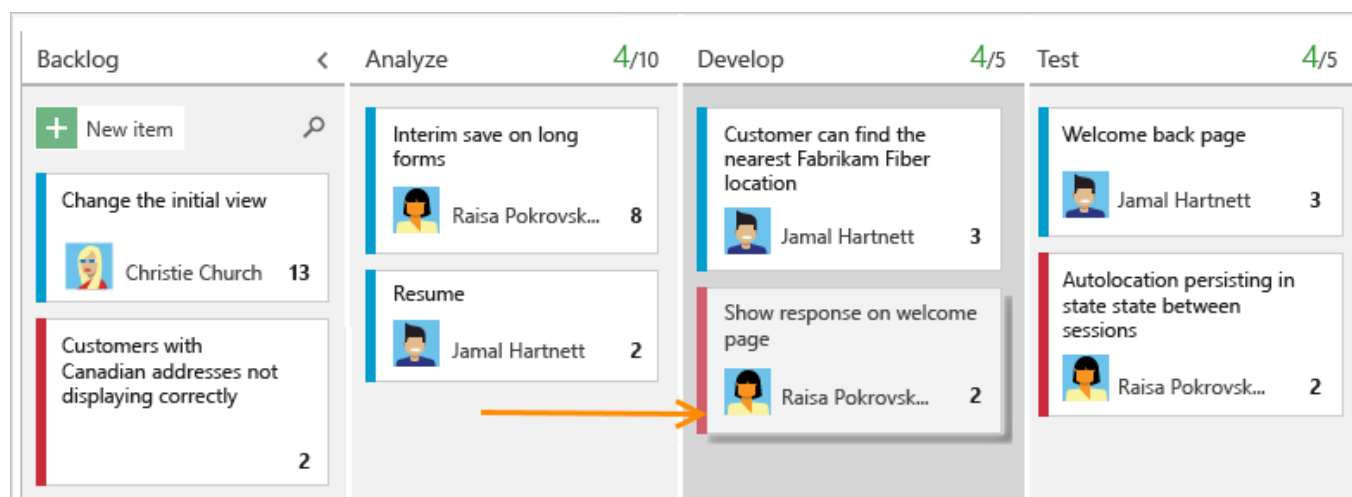 Backlog
New item
Change the initial view
Christie Church 13
Customers with
Canadian addresses not
displaying correctly
2
Analyze 4/10
Interim save on long
forms
Raisa Pokrovsk... 8
Resume
Jamal Hartnett 2
Develop 4/5
Customer can find the
nearest Fabrikam Fiber
location
Jamal Hartnett 3
Show response on welcome
page
Raisa Pokrovsk... 2
Test 4/5
Welcome back page
Jamal Hartnett 3
Autolocation persisting in
state state between
sessions
Raisa Pokrovsk... 2